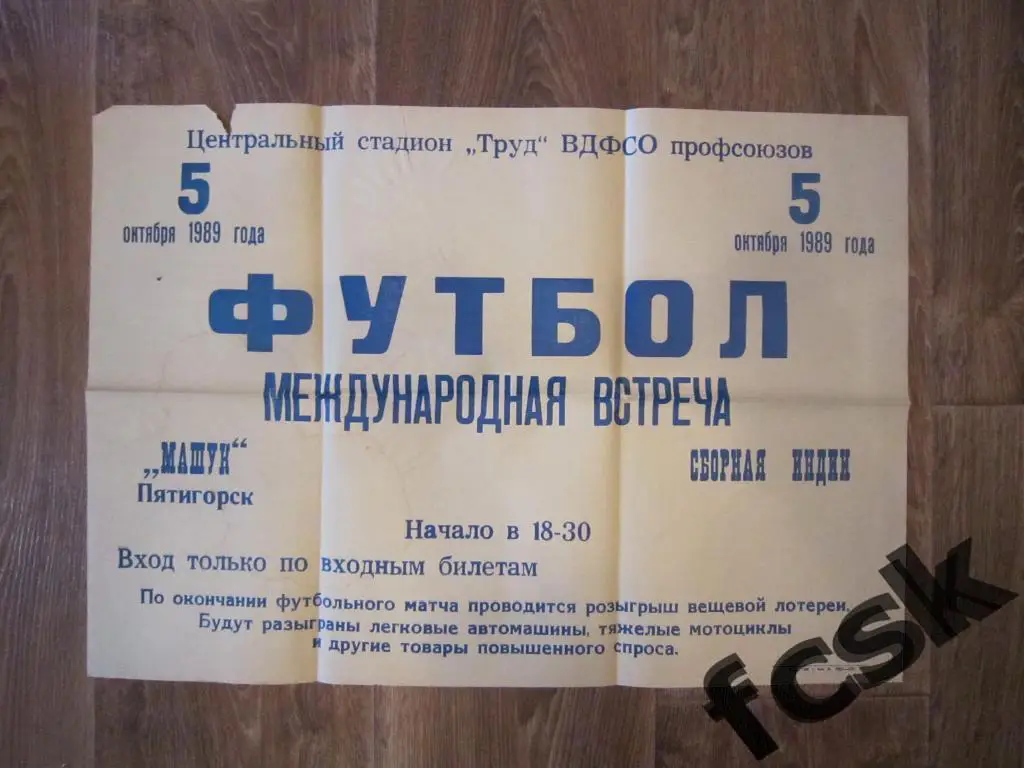 Центральный стадион „Труд“ ВДФСО профсоюзов
5
октября 1989 года
5
октября 1989 года
ФУТБОЛ
МЕЖДУНАРОДНАЯ ВСТРЕЧА
„МАШУК“
Пятигорск
СБОРНАЯ ИНДИИ
Начало в 18-30
Вход только по входным билетам
По окончании футбольного матча проводится розыгрыш вещевой лотереи.
Будут разыграны легковые автомашины, тяжелые мотоциклы
и другие товары повышенного спроса.
fcsk